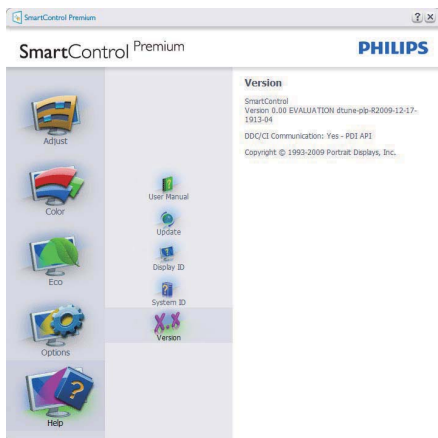 SmartControl Premium
SmartControl Premium
PHILIPS
Adjust
Color
Eco
Options
Help
User Manual
Update
Display ID
System ID
X.X
Version
Version
SmartControl
Version 0.00 EVALUATION dtune-plp-R2009-12-17-
1913-04
DDC/CI Communication: Yes - PDI API
Copyright © 1993-2009 Portrait Displays, Inc.